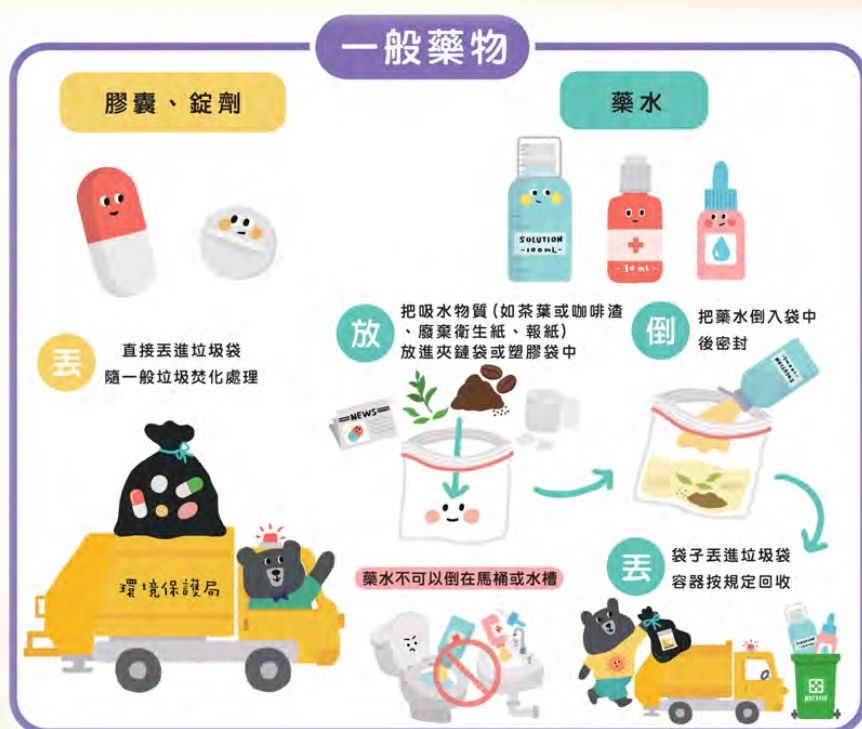 一般藥物
膠囊、錠劑
丟
直接丟進垃圾袋
隨一般垃圾焚化處理
環境保護局
藥水
SOLUTION
-100mL-
-30mL-
放
把吸水物質(如茶葉或咖啡渣
、廢棄衛生紙、報紙)
放進夾鏈袋或塑膠袋中
NEWS
倒
把藥水倒入袋中
後密封
SOLUTION
藥水不可以倒在馬桶或水槽
丟
袋子丟進垃圾袋
容器按規定回收
RECYCLE